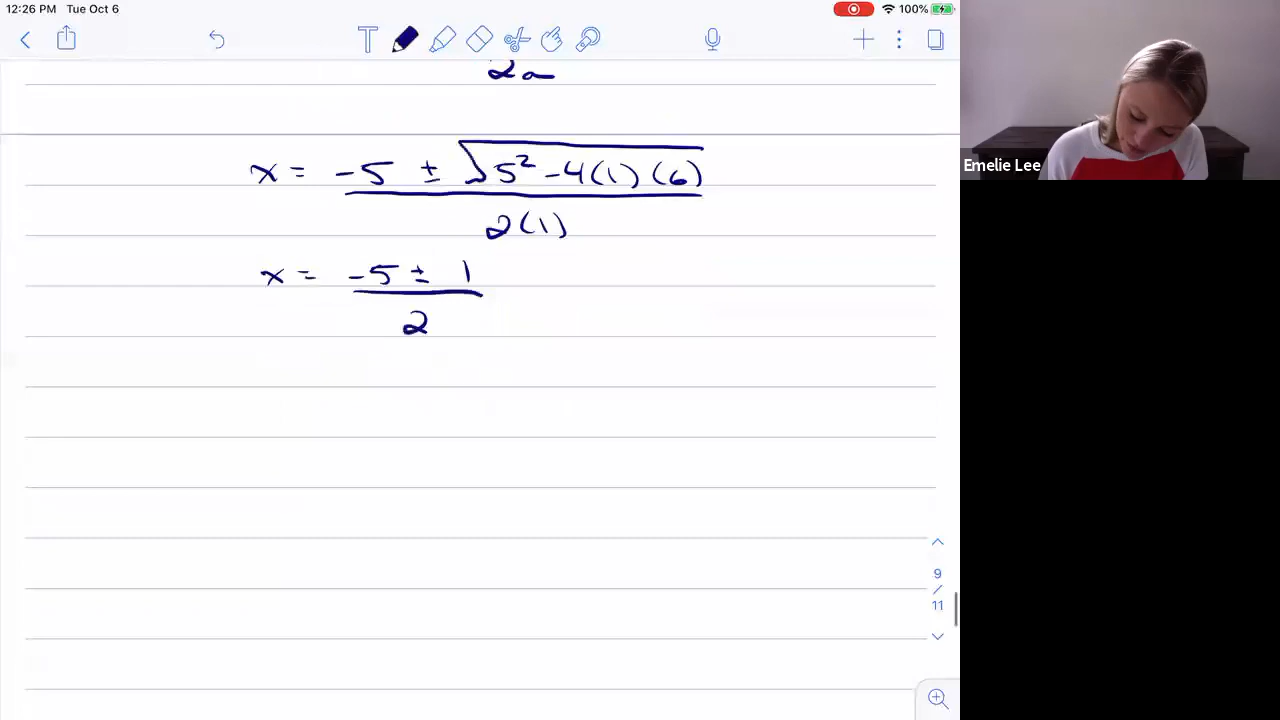 12:26 PM Tue Oct 6
100%
T
2a
x = -5 ± √5² - 4(1)(6)
2(1)
x = -5 ± 1
2
Emelie Lee
9
/
11